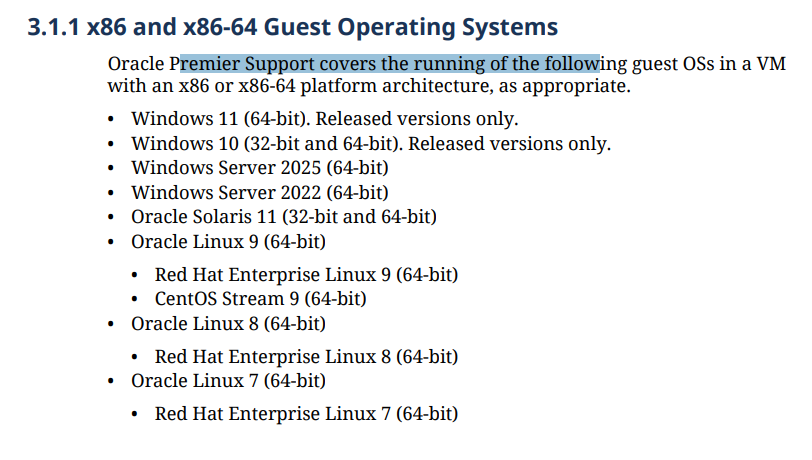 3.1.1 x86 and x86-64 Guest Operating Systems
Oracle Premier Support covers the running of the following guest OSs in a VM
with an x86 or x86-64 platform architecture, as appropriate.
• Windows 11 (64-bit). Released versions only.
• Windows 10 (32-bit and 64-bit). Released versions only.
• Windows Server 2025 (64-bit)
• Windows Server 2022 (64-bit)
• Oracle Solaris 11 (32-bit and 64-bit)
• Oracle Linux 9 (64-bit)
• Red Hat Enterprise Linux 9 (64-bit)
• CentOS Stream 9 (64-bit)
• Oracle Linux 8 (64-bit)
• Red Hat Enterprise Linux 8 (64-bit)
• Oracle Linux 7 (64-bit)
• Red Hat Enterprise Linux 7 (64-bit)